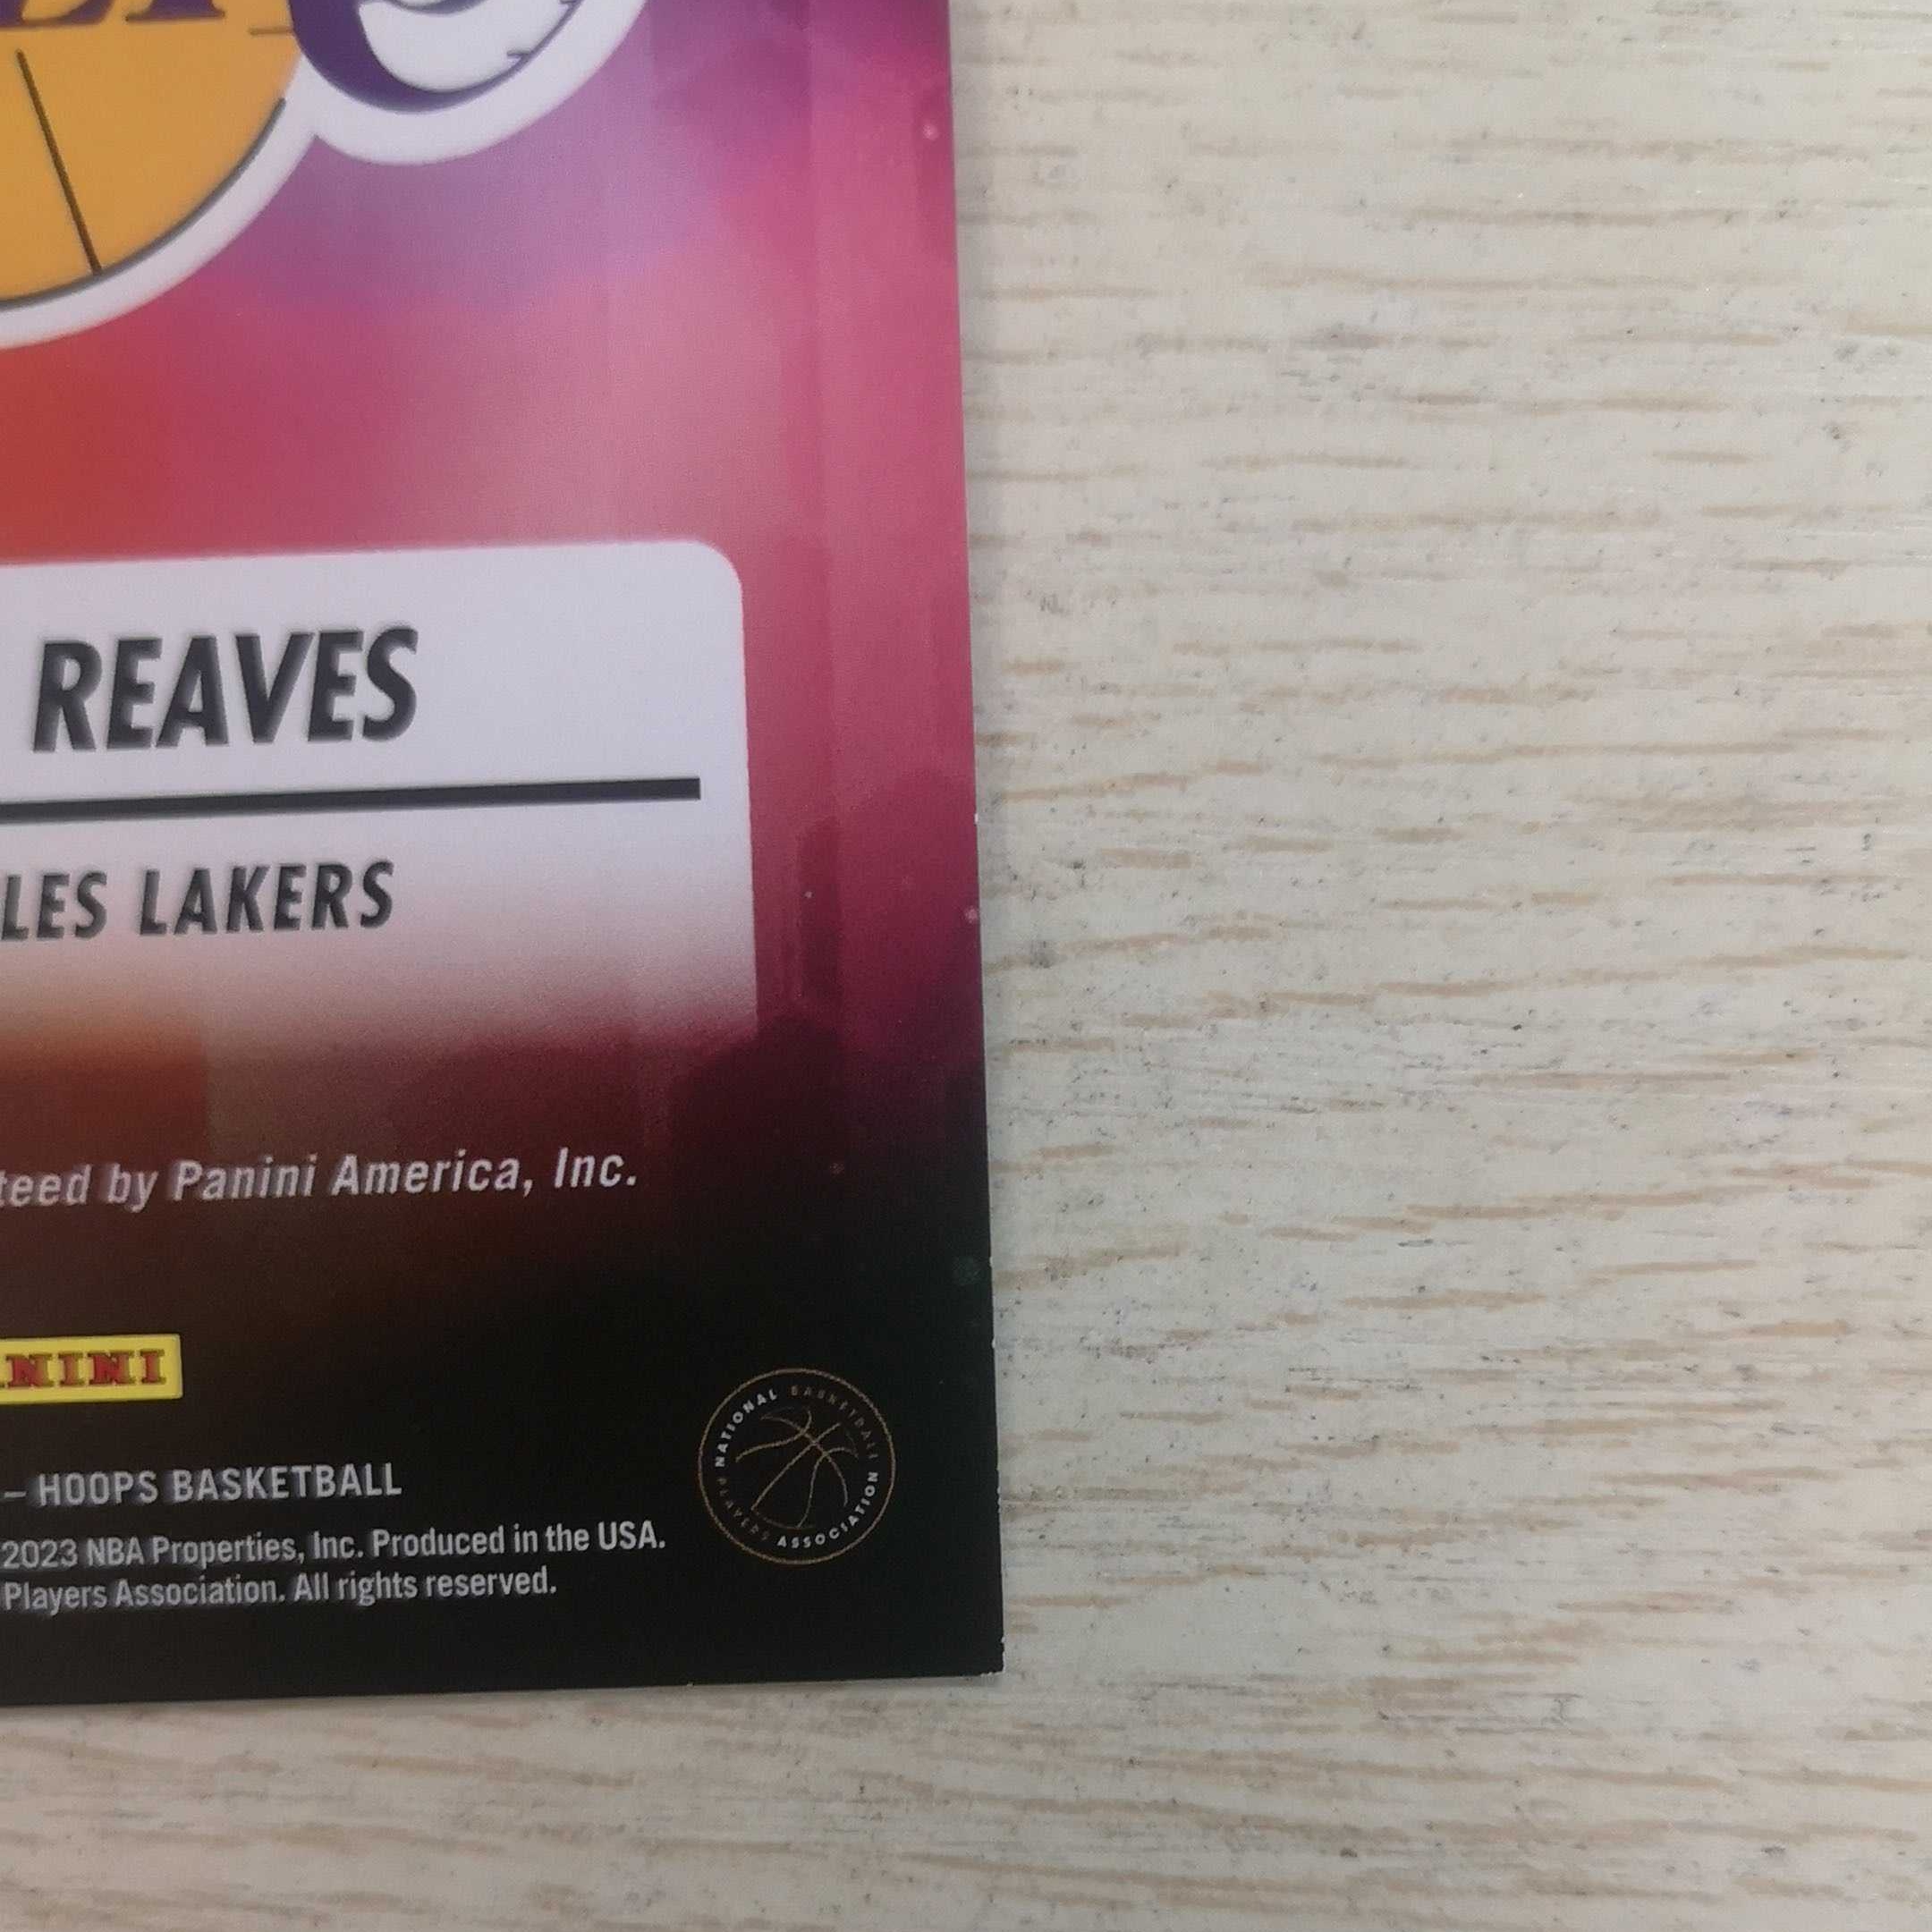 REAVES
LES LAKERS
teed by Panini America, Inc.
NINI
– HOOPS BASKETBALL
2023 NBA Properties, Inc. Produced in the USA.
Players Association. All rights reserved.
NATIONAL BASKETBALL PLAYERS ASSOCIATION